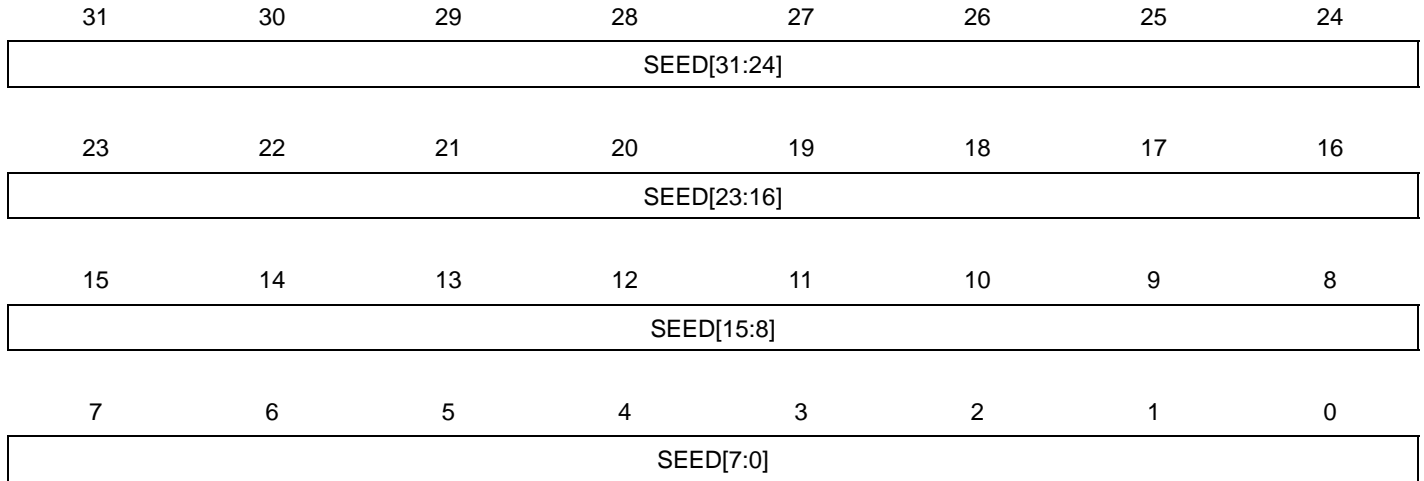 31 30 29 28 27 26 25 24
SEED[31:24]
23 22 21 20 19 18 17 16
SEED[23:16]
15 14 13 12 11 10 9 8
SEED[15:8]
7 6 5 4 3 2 1 0
SEED[7:0]